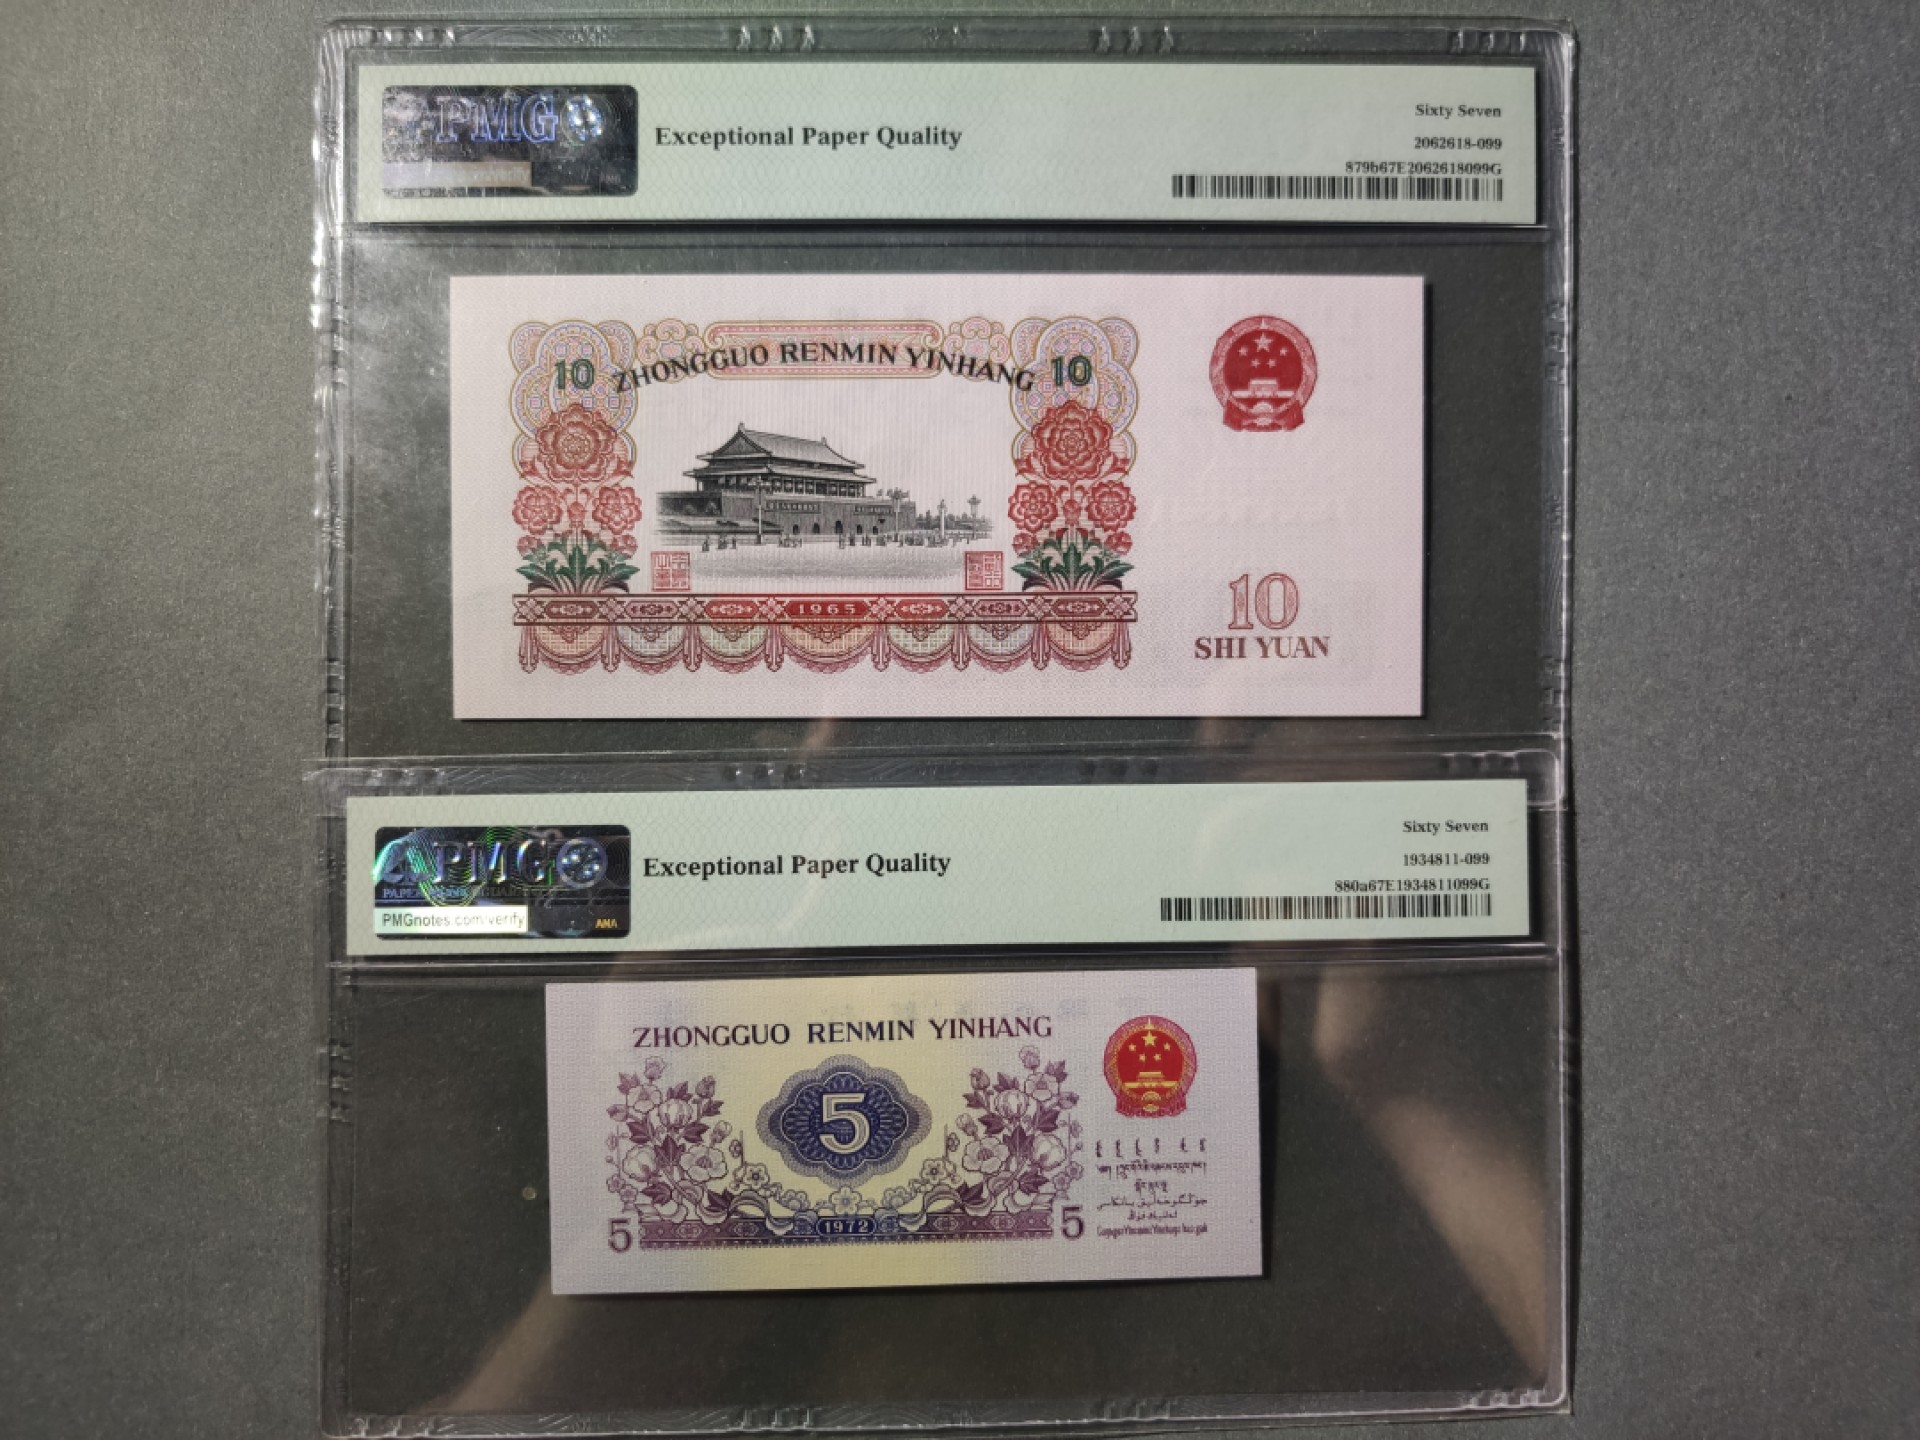 PMG
Exceptional Paper Quality
Sixty Seven
2062618-099
879b67E2062618099G
10 ZHONGGUO RENMIN YINHANG 10
1965
10
SHI YUAN
PMG
PMGnotes.com/verify
ANA
Exceptional Paper Quality
Sixty Seven
1934811-099
880a67E1934811099G
ZHONGGUO RENMIN YINHANG
5
5 1972 5